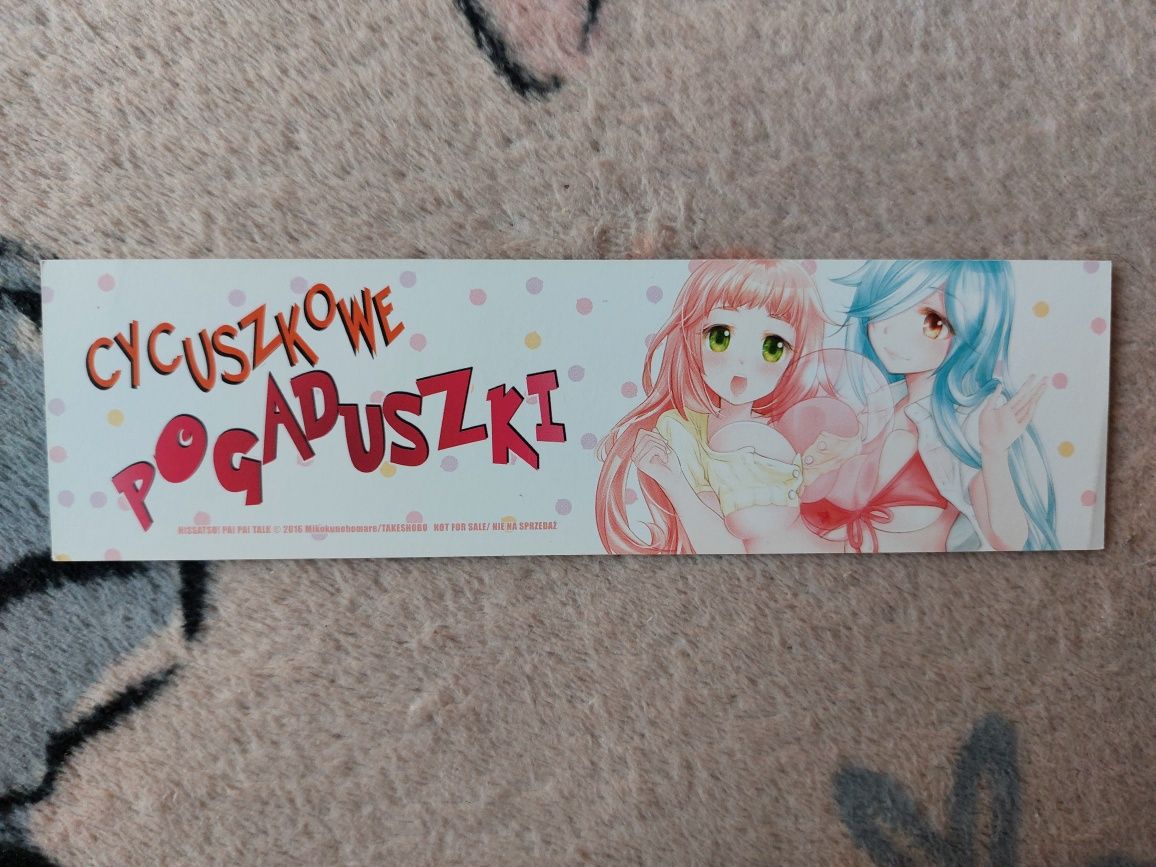 CYCUSZKOWE
POGADUSZKI
HISSATSU! PAI PAI TALK © 2016 Mikokunohomare/TAKESHOBO NOT FOR SALE/ NIE NA SPRZEDAŻ